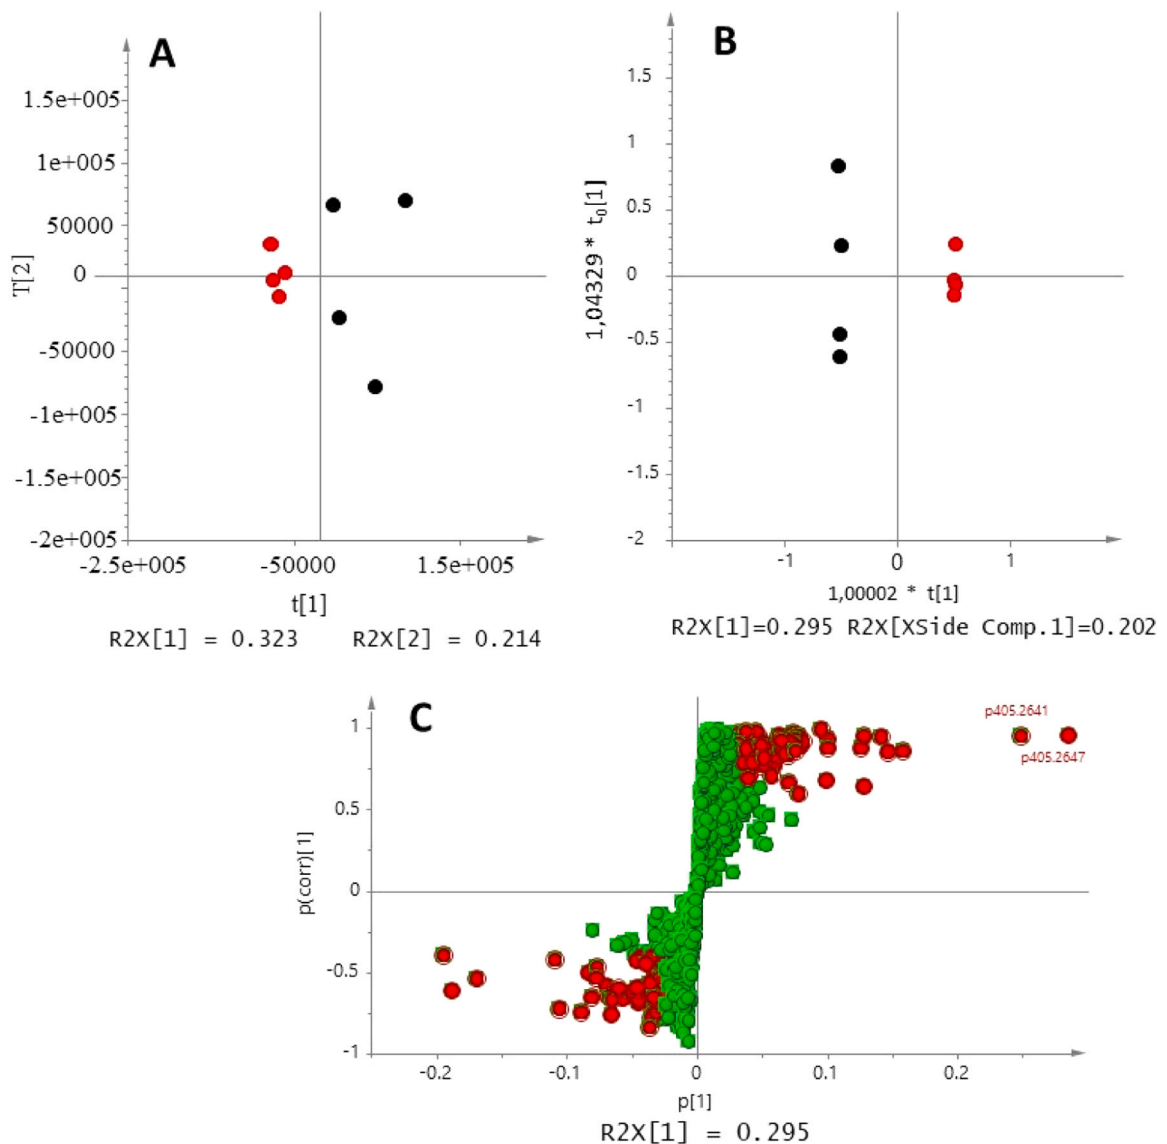 A
1.5e+005
1e+005
50000
0
-50000
-1e+005
-1.5e+005
-2e+005
T[2]
-2.5e+005 -50000 1.5e+005
t[1]
R2X[1] = 0.323 R2X[2] = 0.214
B
1.5
1
0.5
0
-0.5
-1
-1.5
-2
1,04329 * t₀[1]
-1 0 1
1,00002 * t[1]
R2X[1]=0.295 R2X[XSide Comp.1]=0.202
C
p405.2641
p405.2647
1
0.5
0
-0.5
-1
p(corr)[1]
-0.2 -0.1 0 0.1 0.2
p[1]
R2X[1] = 0.295